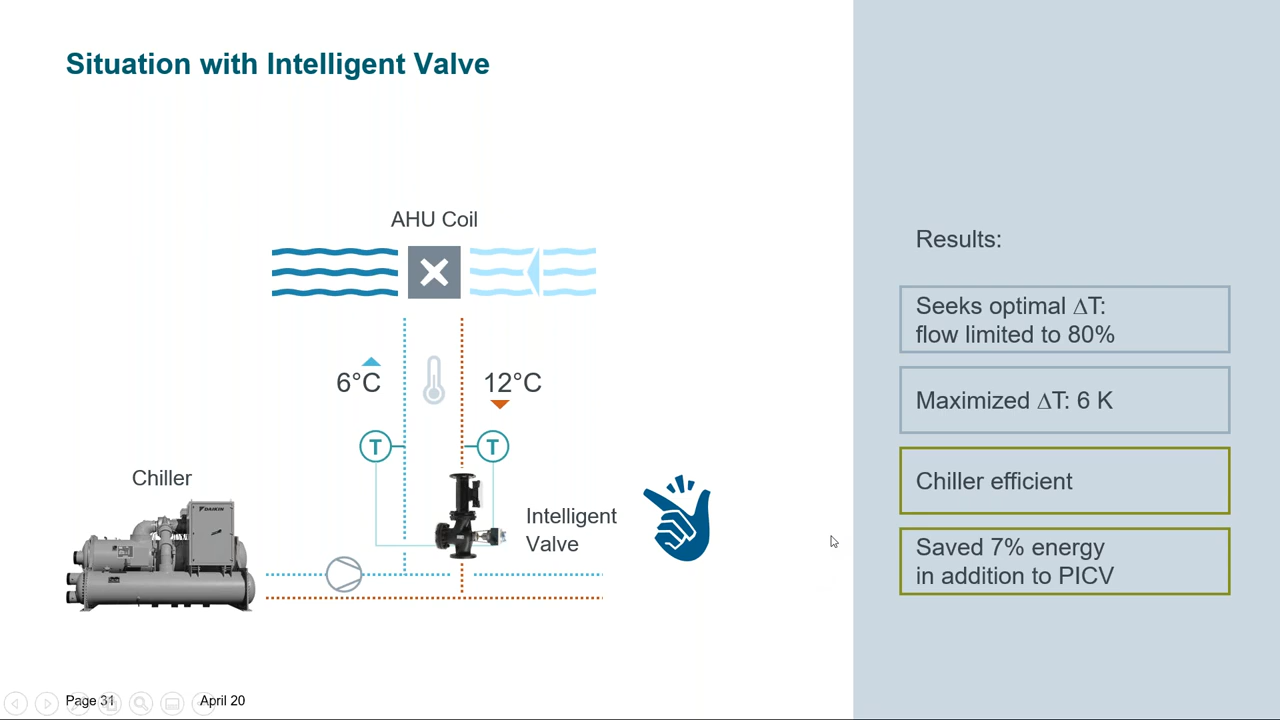 Situation with Intelligent Valve
AHU Coil
6°C
12°C
T
T
Chiller
DAIKIN
Intelligent
Valve
Results:
Seeks optimal ΔT:
flow limited to 80%
Maximized ΔT: 6 K
Chiller efficient
Saved 7% energy
in addition to PICV
Page 31
April 20